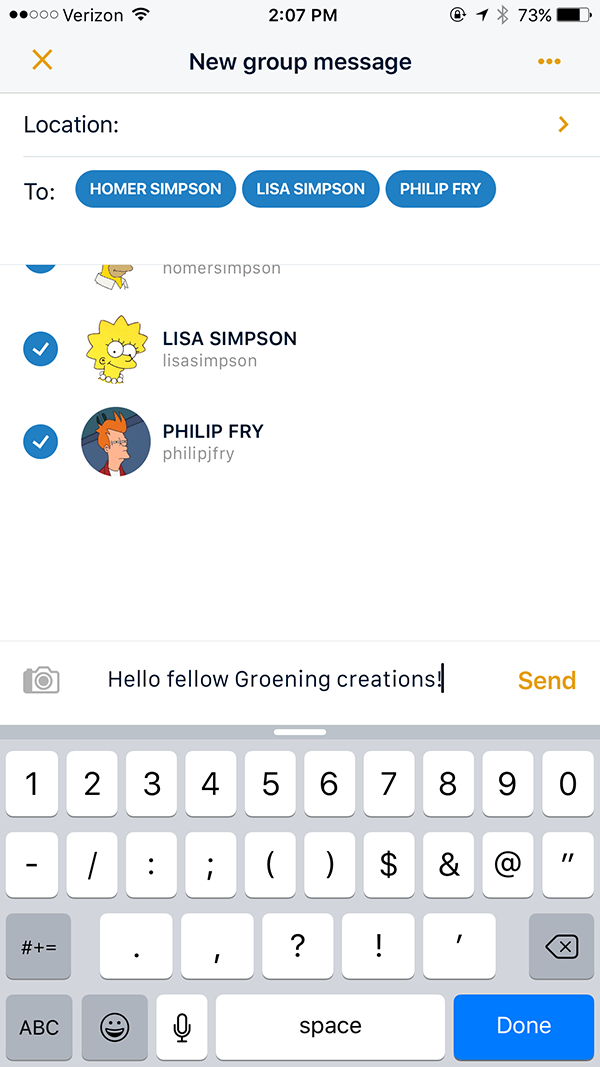 Verizon 2:07 PM 73%
New group message
Location:
To: HOMER SIMPSON LISA SIMPSON PHILIP FRY
homersimpson
LISA SIMPSON
lisasimpson
PHILIP FRY
philipjfry
Hello fellow Groening creations! Send
1 2 3 4 5 6 7 8 9 0
- / : ; ( ) $ & @ "
#+= . , ? ! '
ABC space Done